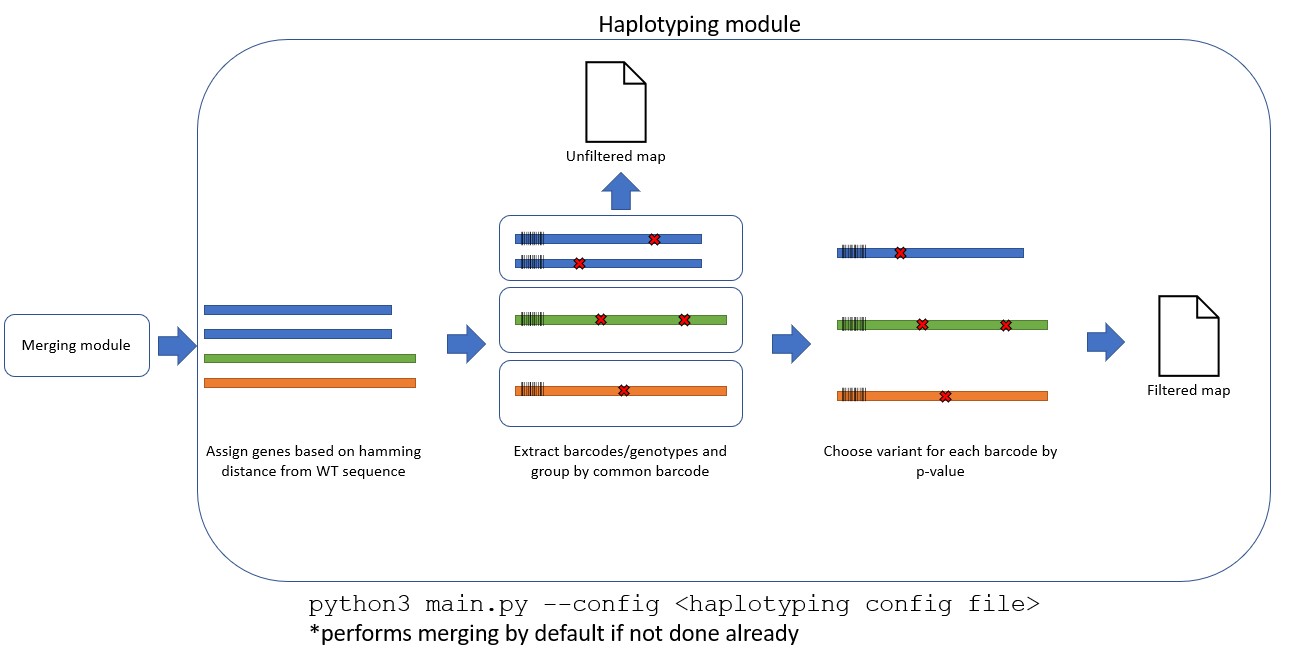 Haplotyping module
Unfiltered map
Merging module
Assign genes based on hamming
distance from WT sequence
Extract barcodes/genotypes and
group by common barcode
Choose variant for each barcode by
p-value
Filtered map
python3 main.py --config <haplotyping config file>
*performs merging by default if not done already